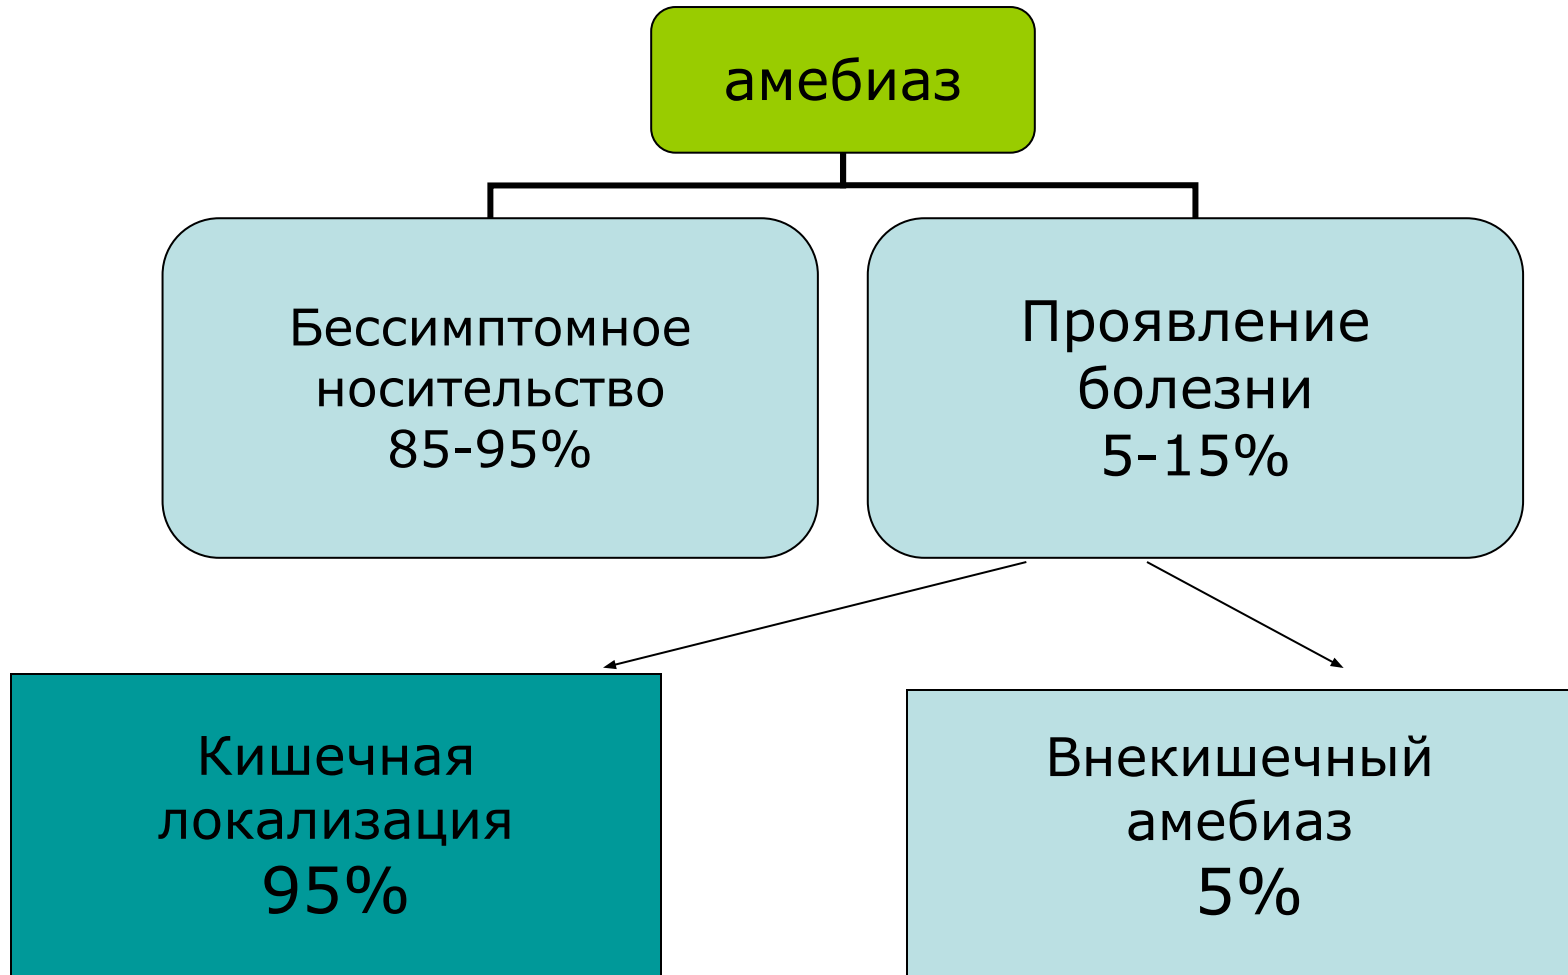 амебиаз
Бессимптомное
носительство
85-95%
Проявление
болезни
5-15%
Кишечная
локализация
95%
Внекишечный
амебиаз
5%